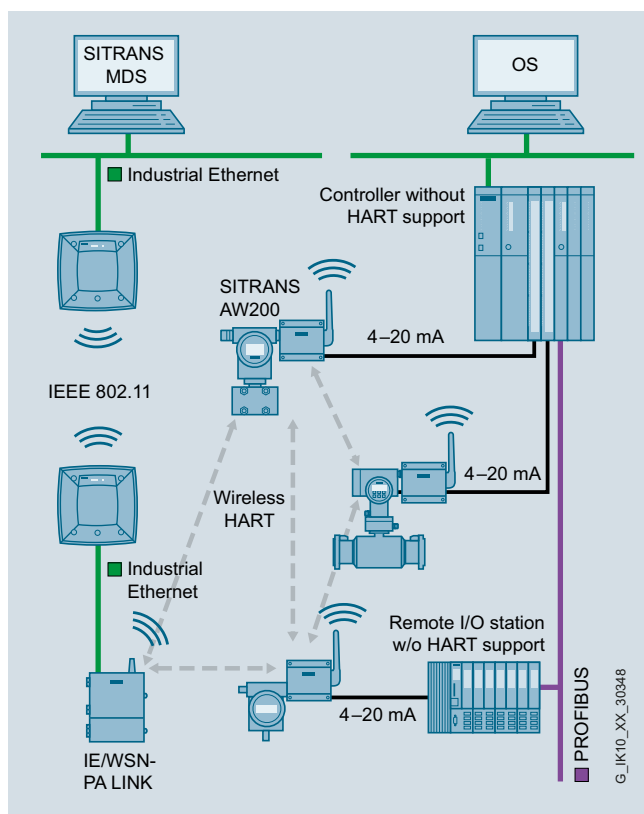 SITRANS
MDS
OS
Industrial Ethernet
Controller without
HART support
SITRANS
AW200
4–20 mA
IEEE 802.11
4–20 mA
Wireless
HART
Industrial
Ethernet
Remote I/O station
w/o HART support
4–20 mA
IE/WSN-
PA LINK
PROFIBUS
G_IK10_XX_30348